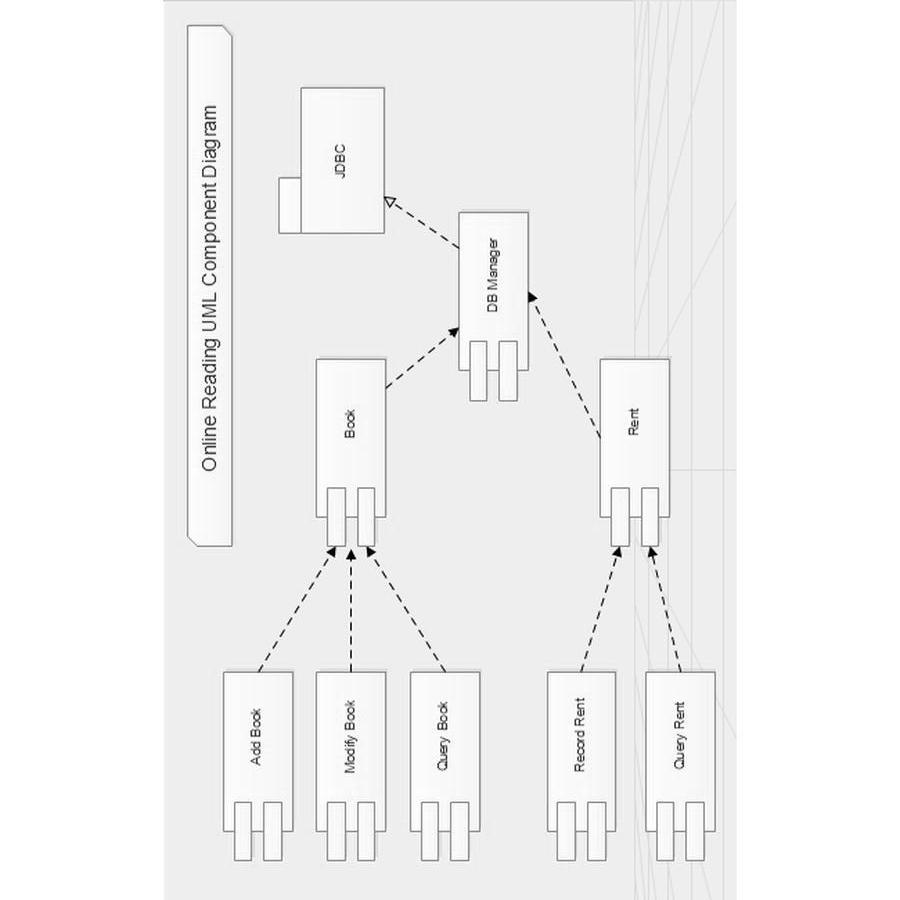 Online Reading UML Component Diagram
Add Book
Modify Book
Query Book
Record Rent
Query Rent
Book
Rent
DB Manager
JDBC